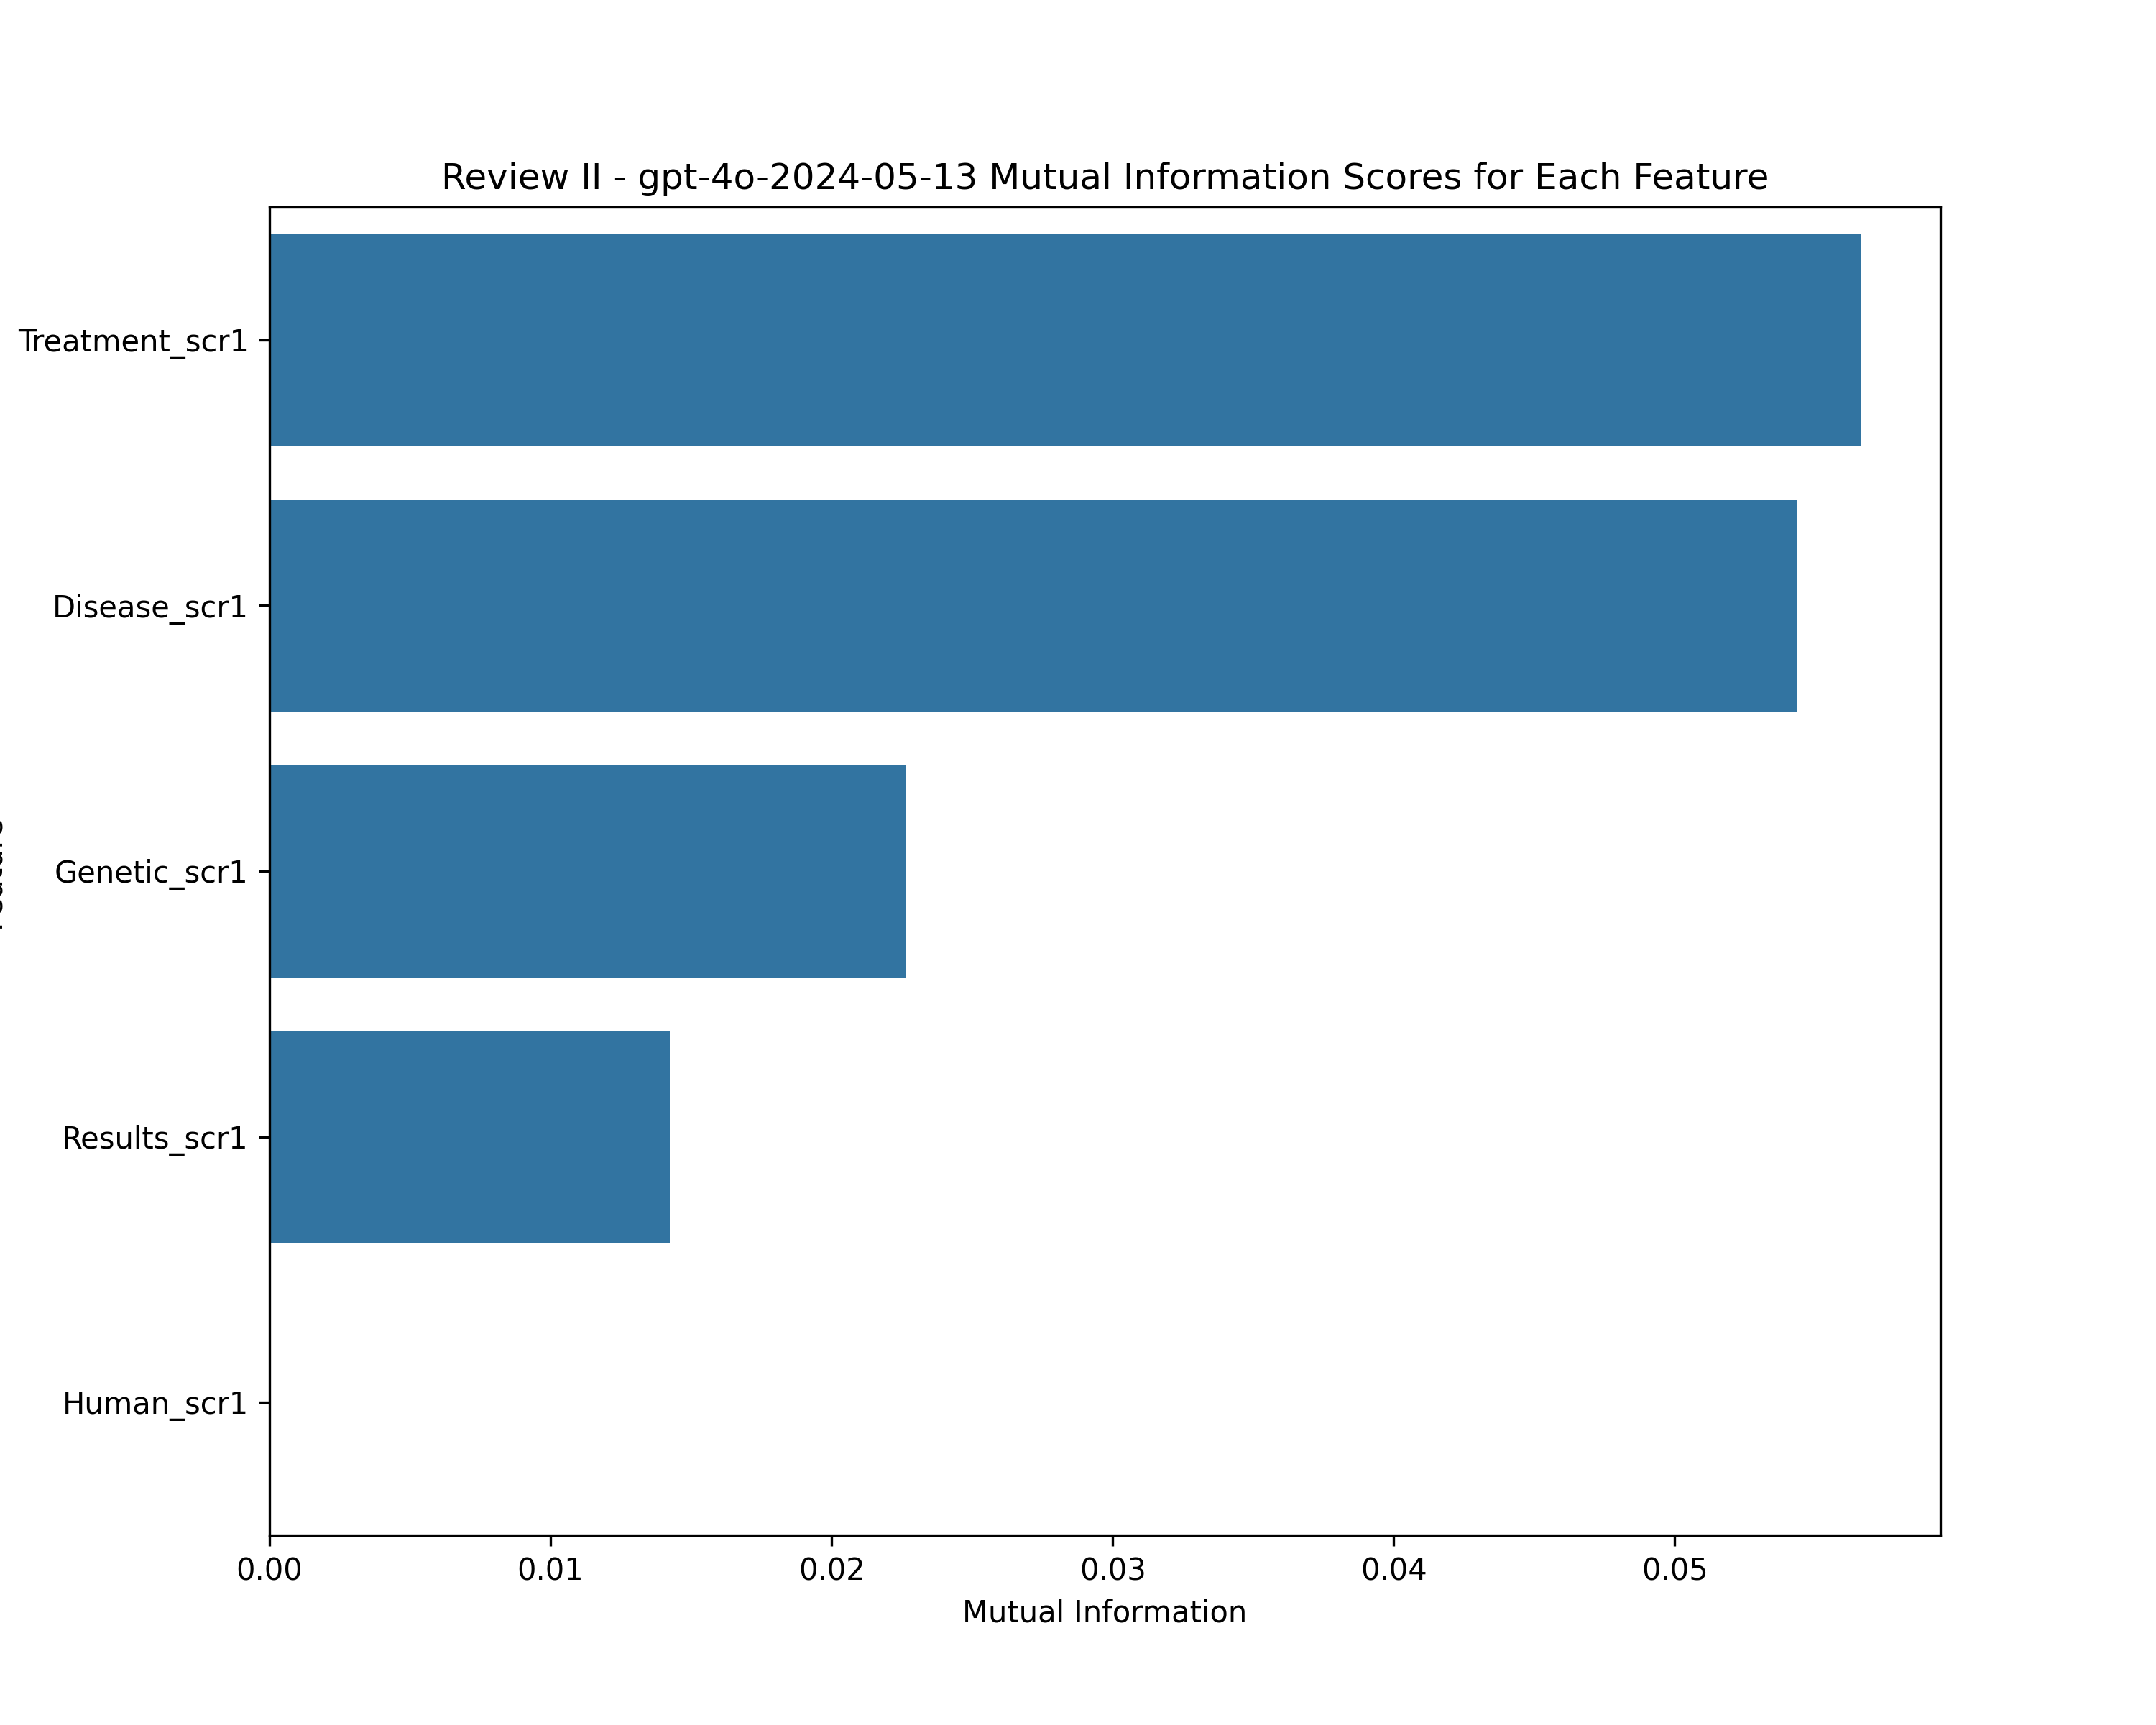 Review II - gpt-4o-2024-05-13 Mutual Information Scores for Each Feature
Treatment_scr1
Disease_scr1
Genetic_scr1
Results_scr1
Human_scr1
0.00 0.01 0.02 0.03 0.04 0.05
Mutual Information